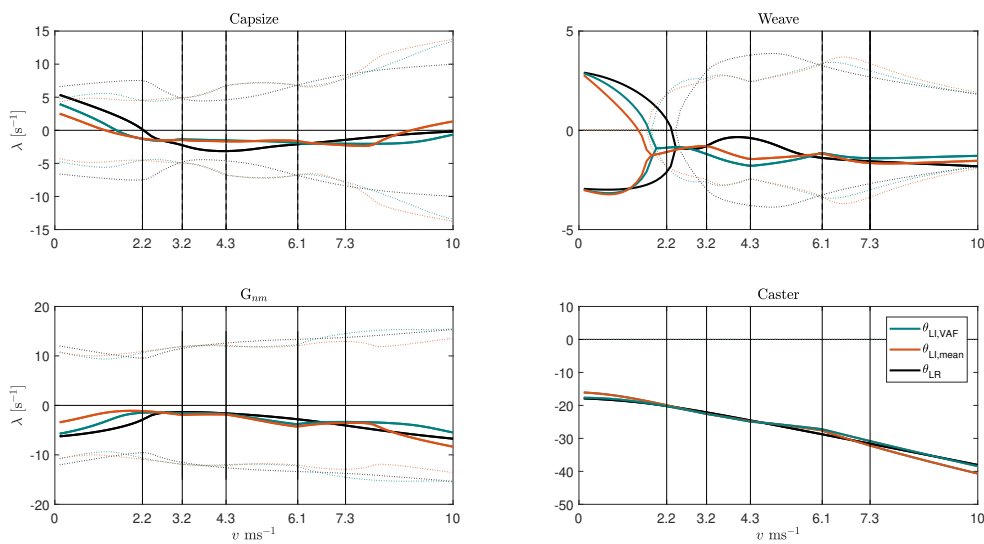 Capsize
15
10
5
0
-5
-10
-15
λ [s⁻¹]
0 2.2 3.2 4.3 6.1 7.3 10
Weave
5
0
-5
0 2.2 3.2 4.3 6.1 7.3 10
Gₙₘ
20
10
0
-10
-20
λ [s⁻¹]
0 2.2 3.2 4.3 6.1 7.3 10
v ms⁻¹
Caster
10
0
-10
-20
-30
-40
-50
θLI,VAF
θLI,mean
θLR
0 2.2 3.2 4.3 6.1 7.3 10
v ms⁻¹